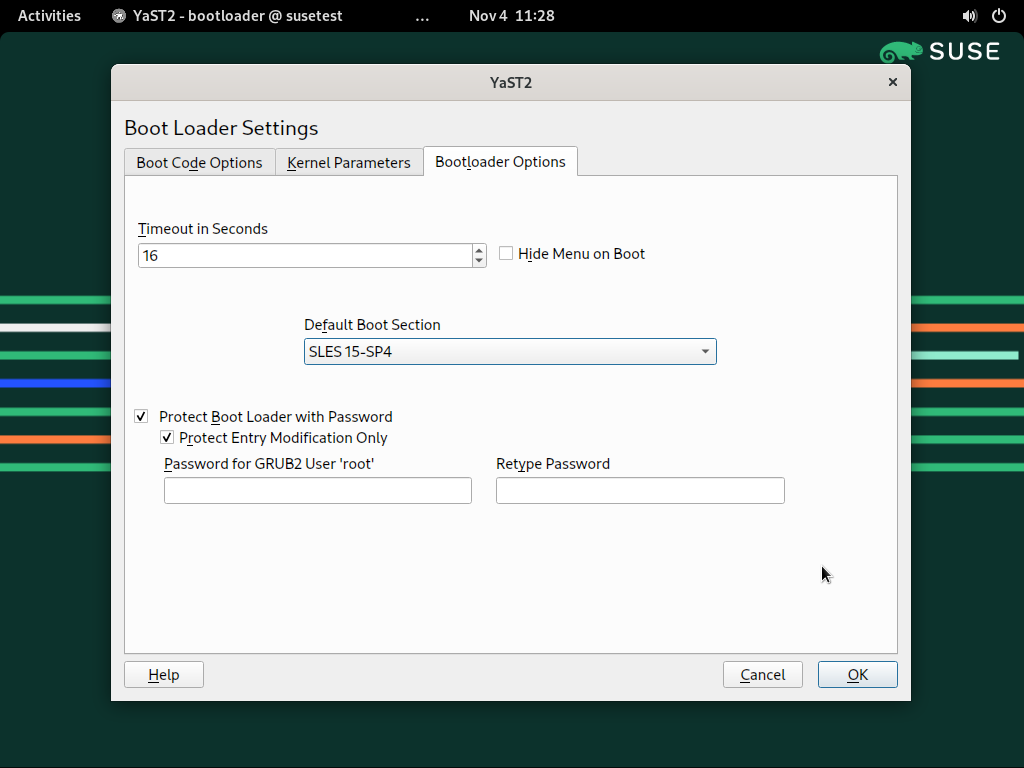 Activities YaST2 - bootloader @ susetest ... Nov 4 11:28
SUSE
YaST2
Boot Loader Settings
Boot Code Options Kernel Parameters Bootloader Options
Timeout in Seconds
16 Hide Menu on Boot
Default Boot Section
SLES 15-SP4
Protect Boot Loader with Password
Protect Entry Modification Only
Password for GRUB2 User 'root' Retype Password
Help Cancel OK